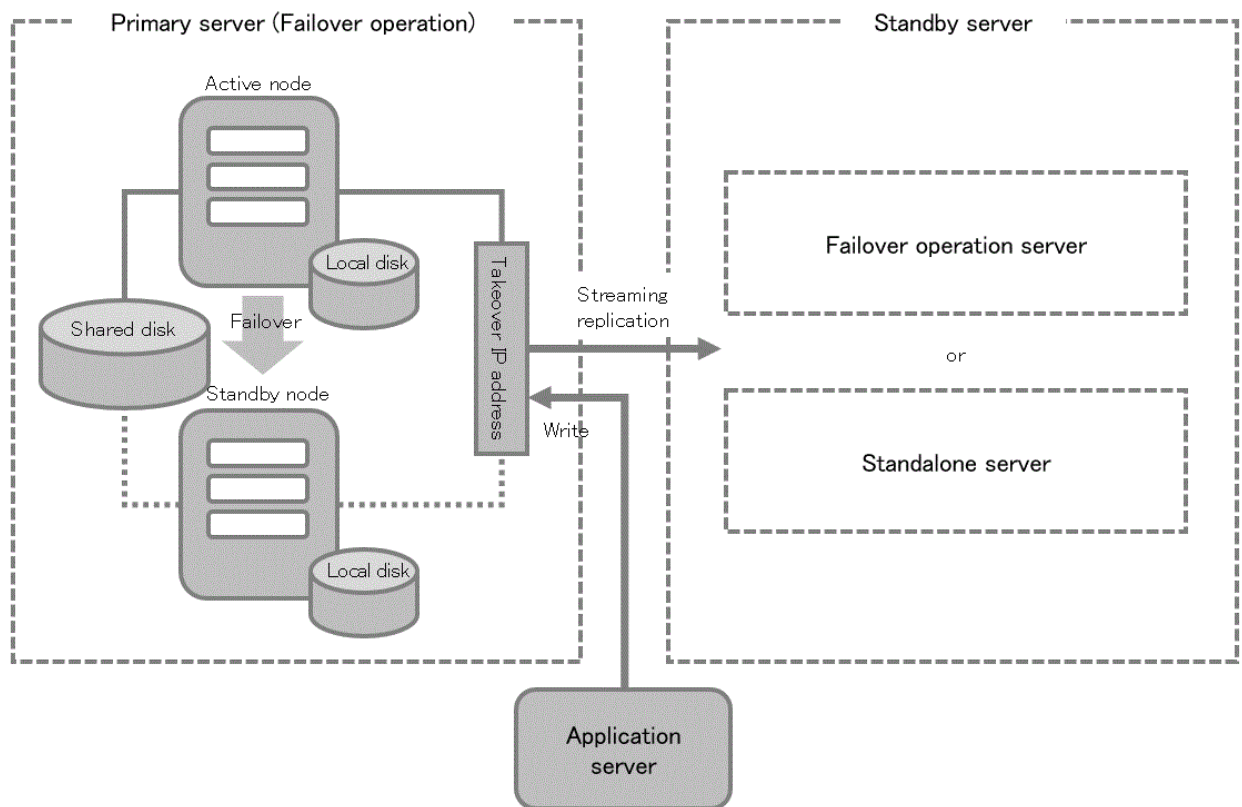 Primary server (Failover operation)
Standby server
Active node
Local disk
Takeover IP address
Shared disk
Failover
Streaming
replication
Failover operation server
or
Standby node
Write
Standalone server
Local disk
Application
server